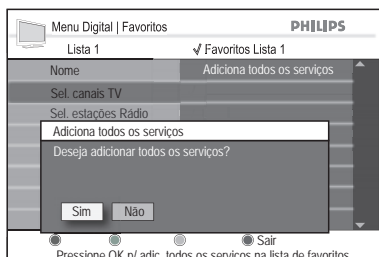 Menu Digital | Favoritos PHILIPS
Lista 1 √ Favoritos Lista 1
Nome Adiciona todos os serviços
Sel. canais TV
Sel. estações Rádio
Adiciona todos os serviços
Deseja adicionar todos os serviços?
Sim Não
Sair
Pressione OK p/ adic. todos os serviços na lista de favoritos